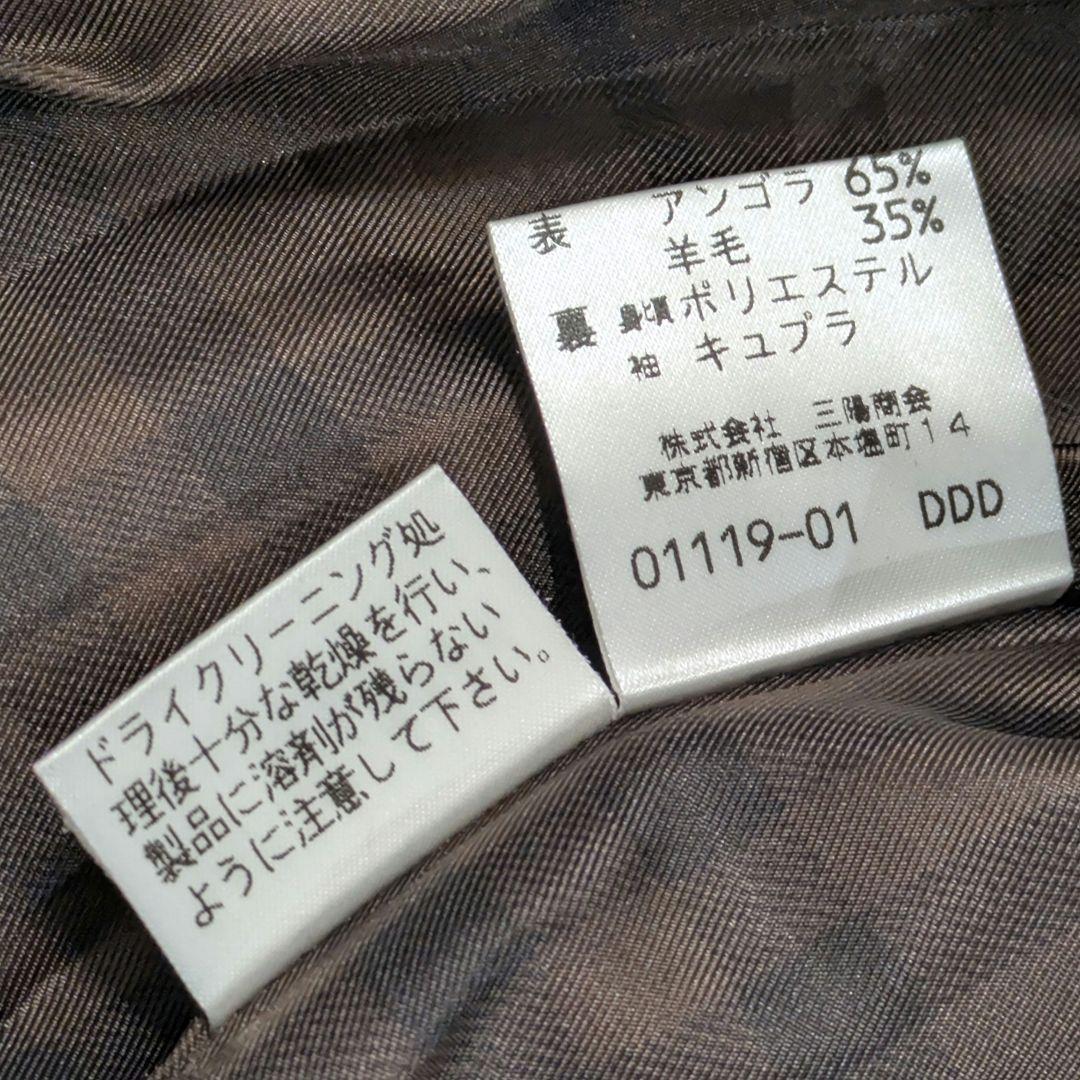 表 アンゴラ 65%
羊毛 35%
裏 身頃 ポリエステル
袖 キュプラ
株式会社 三陽商会
東京都新宿区本塩町14
01119-01 DDD
ドライクリーニング処
理後十分な乾燥を行い、
製品に溶剤が残らない
ように注意して下さい。